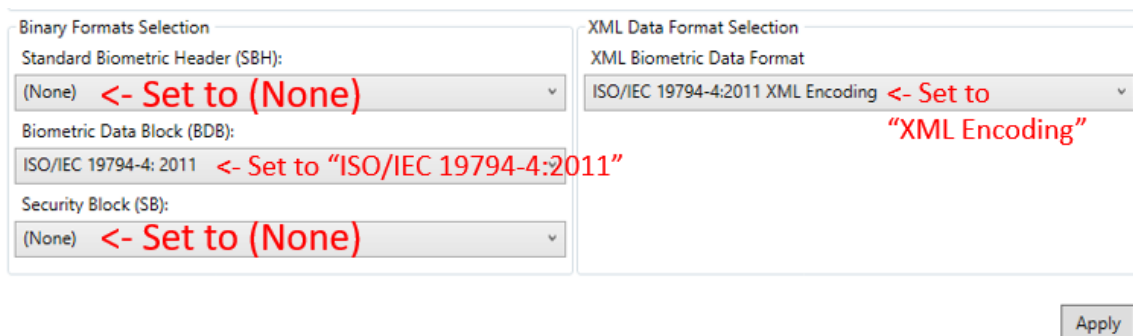 Binary Formats Selection
Standard Biometric Header (SBH):
(None) <- Set to (None)
Biometric Data Block (BDB):
ISO/IEC 19794-4: 2011 <- Set to “ISO/IEC 19794-4:2011”
Security Block (SB):
(None) <- Set to (None)
XML Data Format Selection
XML Biometric Data Format
ISO/IEC 19794-4:2011 XML Encoding <- Set to
“XML Encoding”
Apply